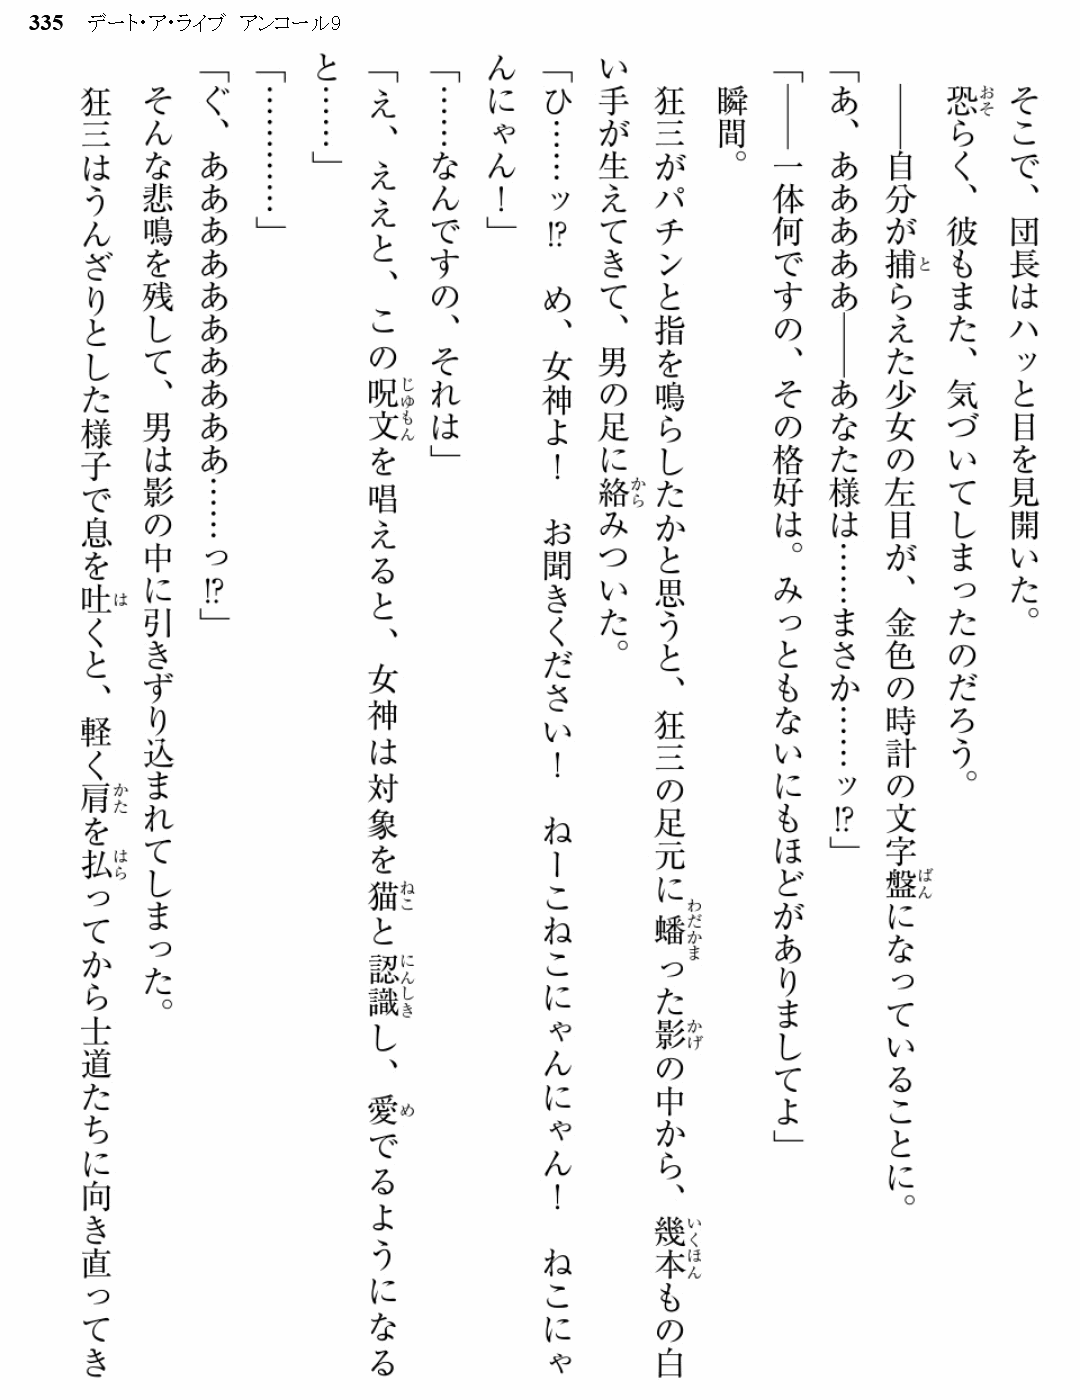 335 デート・ア・ライブ アンコール9
そこで、団長はハッと目を見開いた。
恐らく、彼もまた、気づいてしまったのだろう。
――自分が捕らえた少女の左目が、金色の時計の文字盤になっていることに。
「あ、ああああああ――あなた様は……まさか……ッ!?」
「――一体何ですの、その格好は。みっともないにもほどがありましてよ」
瞬間。
狂三がパチンと指を鳴らしたかと思うと、狂三の足元に蟠った影の中から、幾本もの白
い手が生えてきて、男の足に絡みついた。
「ひ……ッ!? め、女神よ! お聞きください! ねーこねこにゃんにゃん! ねこにゃ
んにゃん!」
「……なんですの、それは」
「え、ええと、この呪文を唱えると、女神は対象を猫と認識し、愛でるようになる
と……」
「…………」
「ぐ、ああああああああああ……っ!?」
そんな悲鳴を残して、男は影の中に引きずり込まれてしまった。
狂三はうんざりとした様子で息を吐くと、軽く肩を払ってから士道たちに向き直ってき